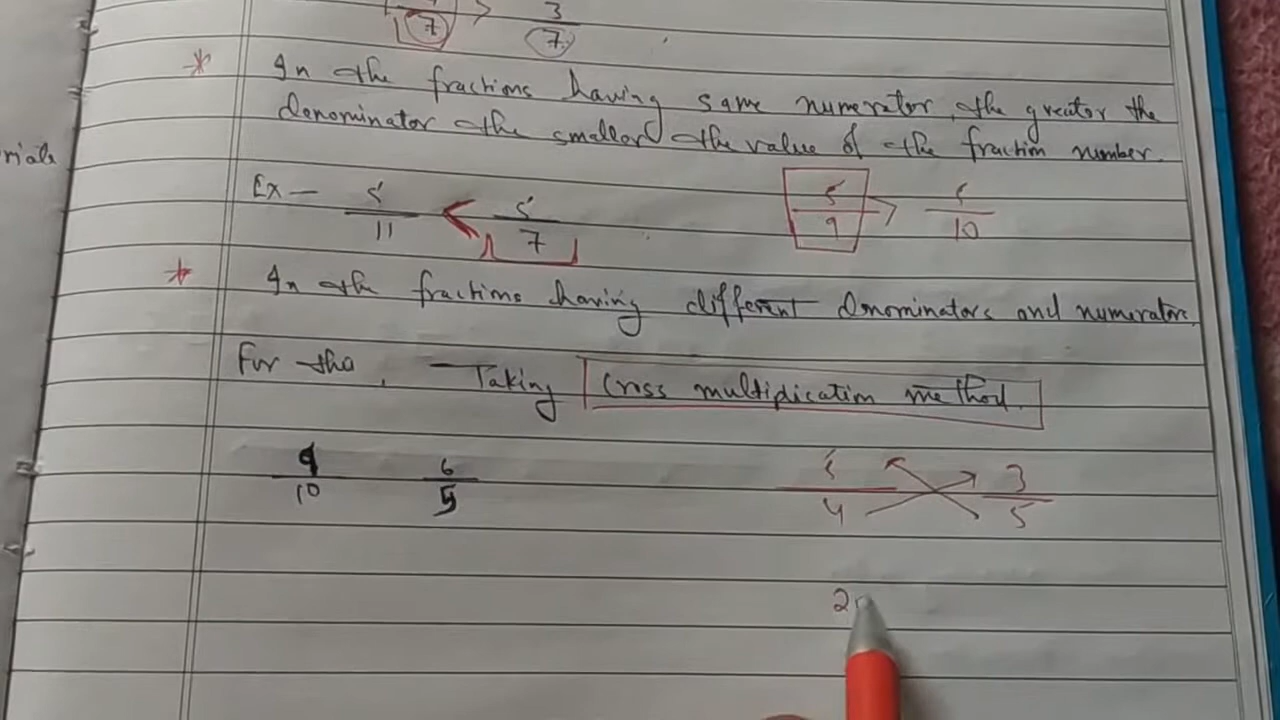 7 > 3/7
* In the fractions having same numerator, the greater the
rials
denominator the smaller the value of the fraction number.
Ex - 5/11 < 5/7 5/9 > 5/10
* In the fractions having different denominators and numerators.
For the, Taking Cross multiplication method.
9/10 6/5 5/4 3/5
2